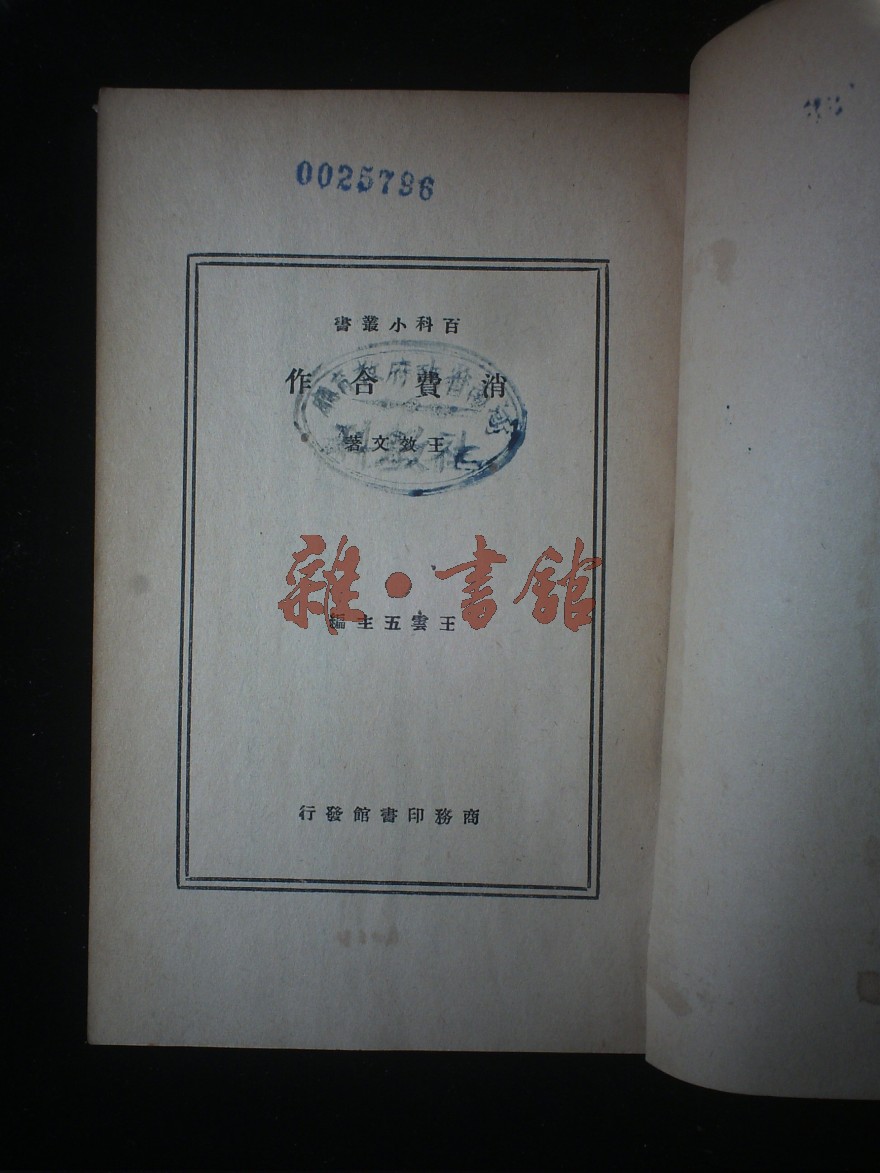 0025796
百科小叢書
消費合作
王效文著
雜·書館
王雲五主編
商務印書館發行